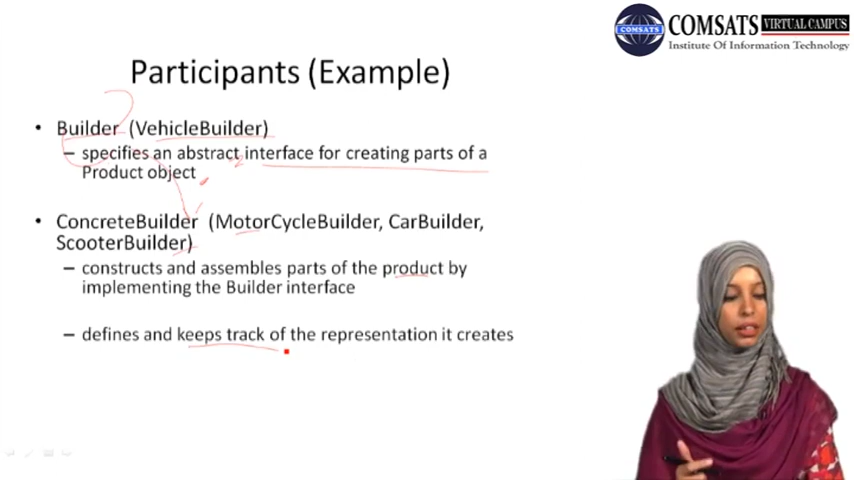 COMSATS VIRTUAL CAMPUS
COMSATS
Institute Of Information Technology
Participants (Example)
• Builder (VehicleBuilder)
– specifies an abstract interface for creating parts of a
Product object
• ConcreteBuilder (MotorCycleBuilder, CarBuilder,
ScooterBuilder)
– constructs and assembles parts of the product by
implementing the Builder interface
– defines and keeps track of the representation it creates